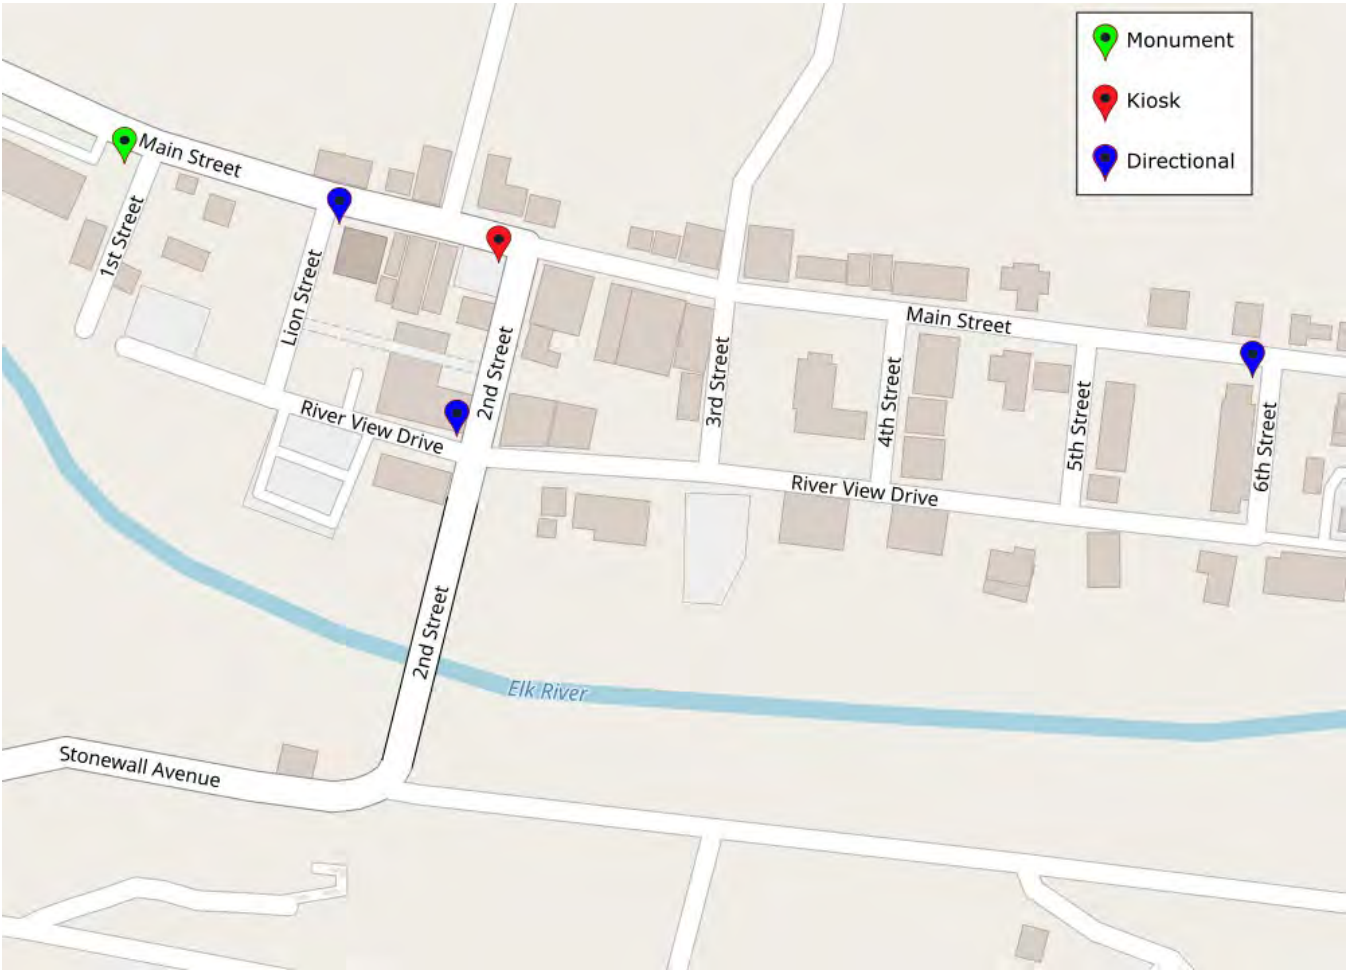 Monument
Kiosk
Directional
Main Street
1st Street
Lion Street
2nd Street
River View Drive
3rd Street
Main Street
4th Street
5th Street
6th Street
River View Drive
2nd Street
Elk River
Stonewall Avenue